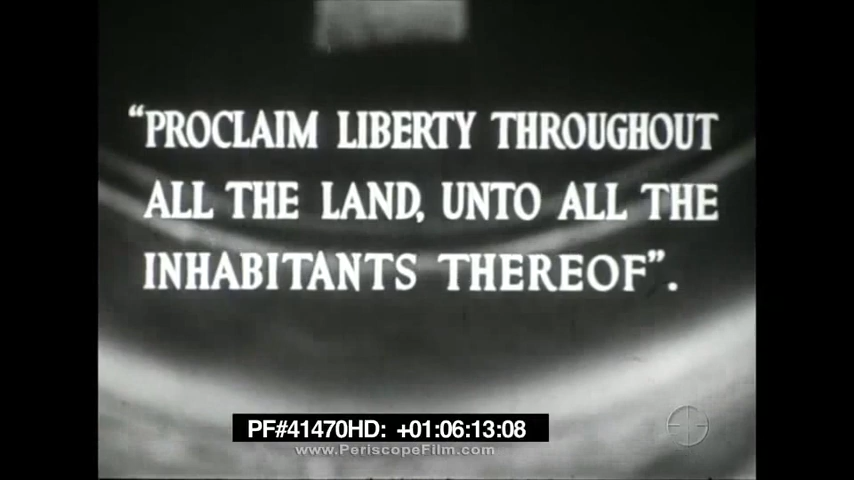 “PROCLAIM LIBERTY THROUGHOUT
ALL THE LAND, UNTO ALL THE
INHABITANTS THEREOF”.
PF#41470HD: +01:06:13:08
www.PeriscopeFilm.com